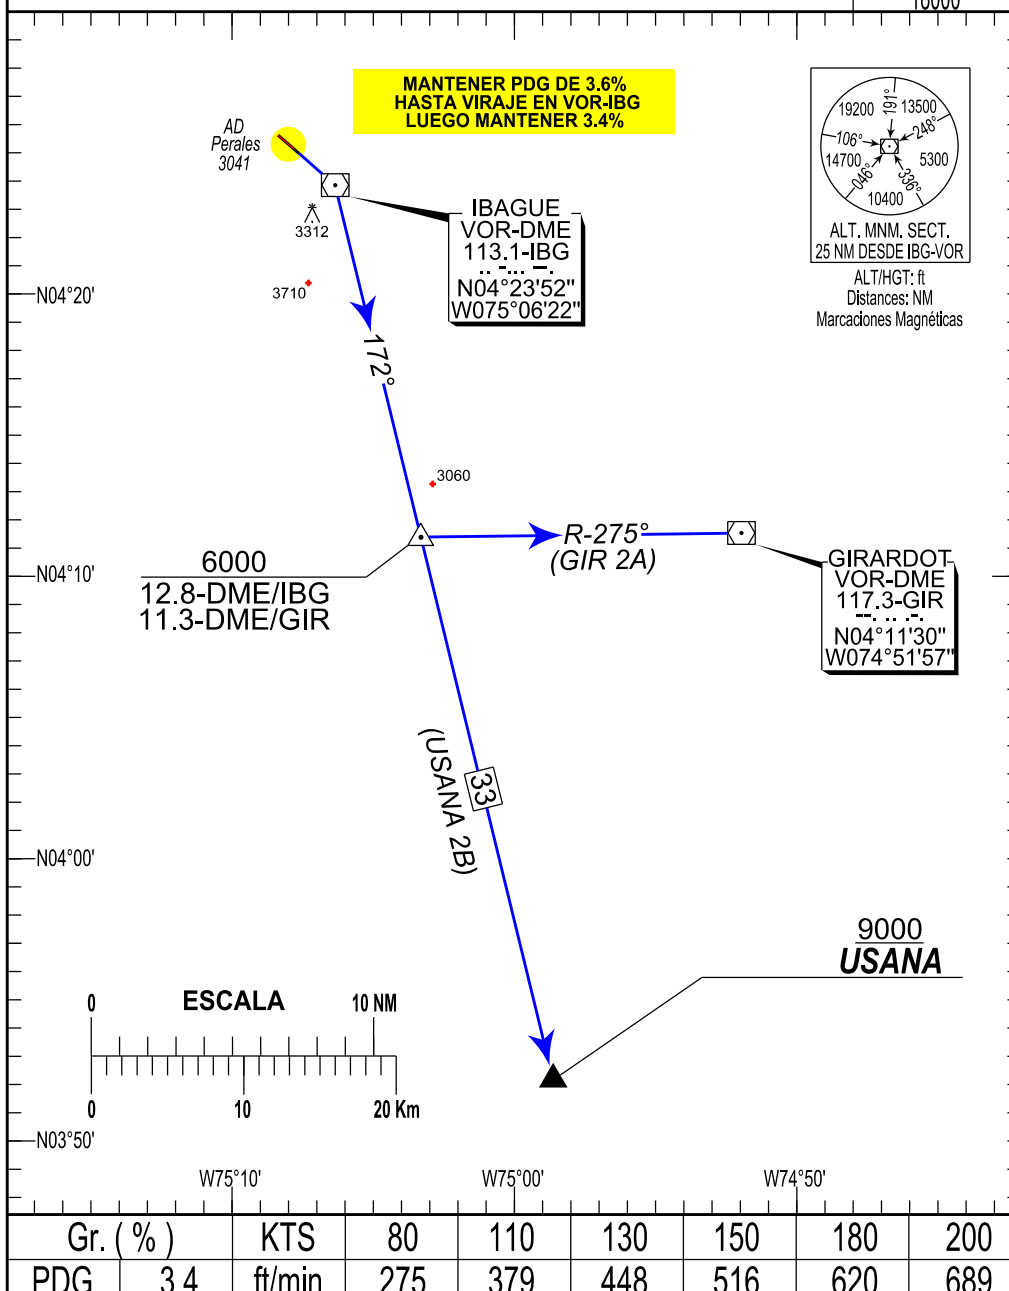 10000
MANTENER PDG DE 3.6%
HASTA VIRAJE EN VOR-IBG
LUEGO MANTENER 3.4%
AD
Perales
3041
19200
191°
13500
106°
248°
14700
5300
046°
336°
10400
ALT. MNM. SECT.
25 NM DESDE IBG-VOR
ALT/HGT: ft
Distances: NM
Marcaciones Magnéticas
3312
IBAGUE
VOR-DME
113.1-IBG
N04°23'52"
W075°06'22"
3710
N04°20'
172°
3060
R-275°
(GIR 2A)
6000
12.8-DME/IBG
11.3-DME/GIR
N04°10'
GIRARDOT
VOR-DME
117.3-GIR
N04°11'30"
W074°51'57"
(USANA 2B)
33
N04°00'
9000
USANA
0 ESCALA 10 NM
0 10 20 Km
N03°50'
W75°10' W75°00' W74°50'
Gr. ( % ) KTS 80 110 130 150 180 200
PDG 3.4 ft/min 275 379 448 516 620 689